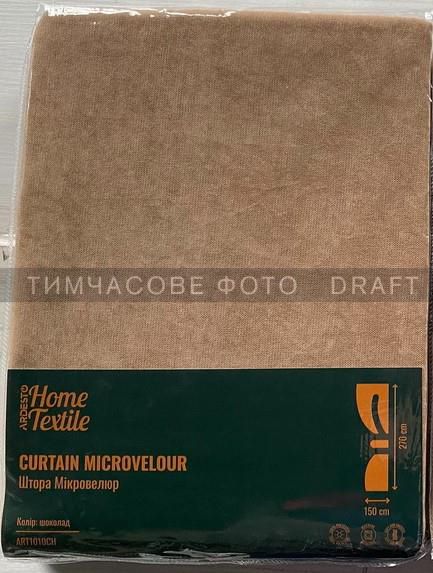 ТИМЧАСОВЕ ФОТО DRAFT
ARDESTO
Home
Textile
CURTAIN MICROVELOUR
Штора Мікровелюр
270 cm
150 cm
Колір: шоколад
ART1010CH